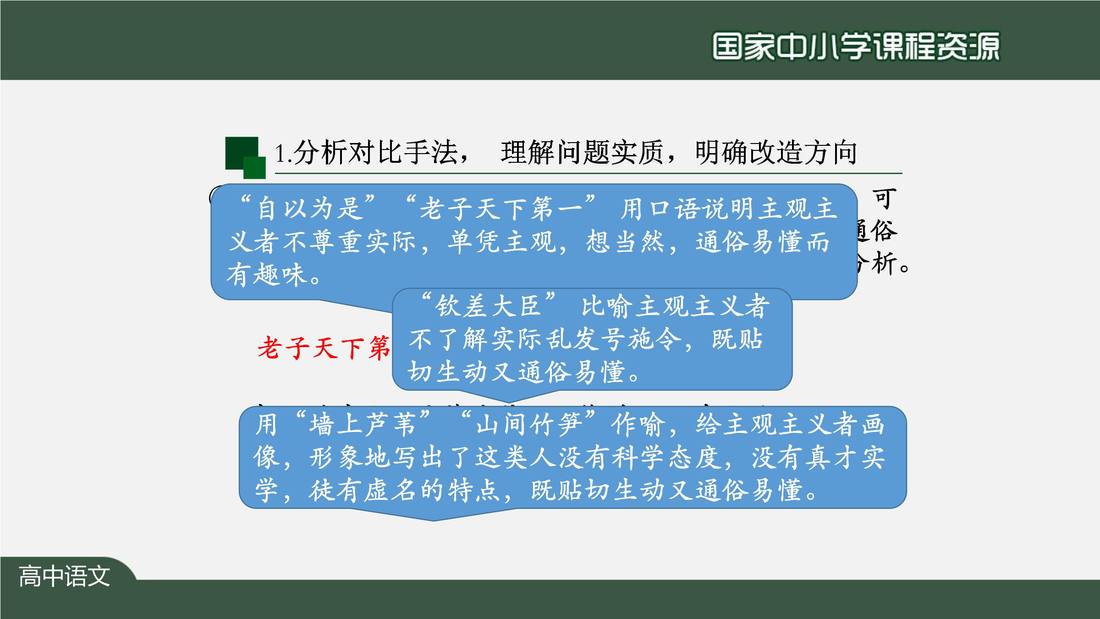 国家中小学课程资源
1.分析对比手法， 理解问题实质，明确改造方向
可
“自以为是”“老子天下第一” 用口语说明主观主
义者不尊重实际，单凭主观，想当然，通俗易懂而
通俗
有趣味。
分析。
“钦差大臣” 比喻主观主义者
不了解实际乱发号施令，既贴
老子天下第
切生动又通俗易懂。
用“墙上芦苇”“山间竹笋”作喻，给主观主义者画
像，形象地写出了这类人没有科学态度，没有真才实
学，徒有虚名的特点，既贴切生动又通俗易懂。
高中语文